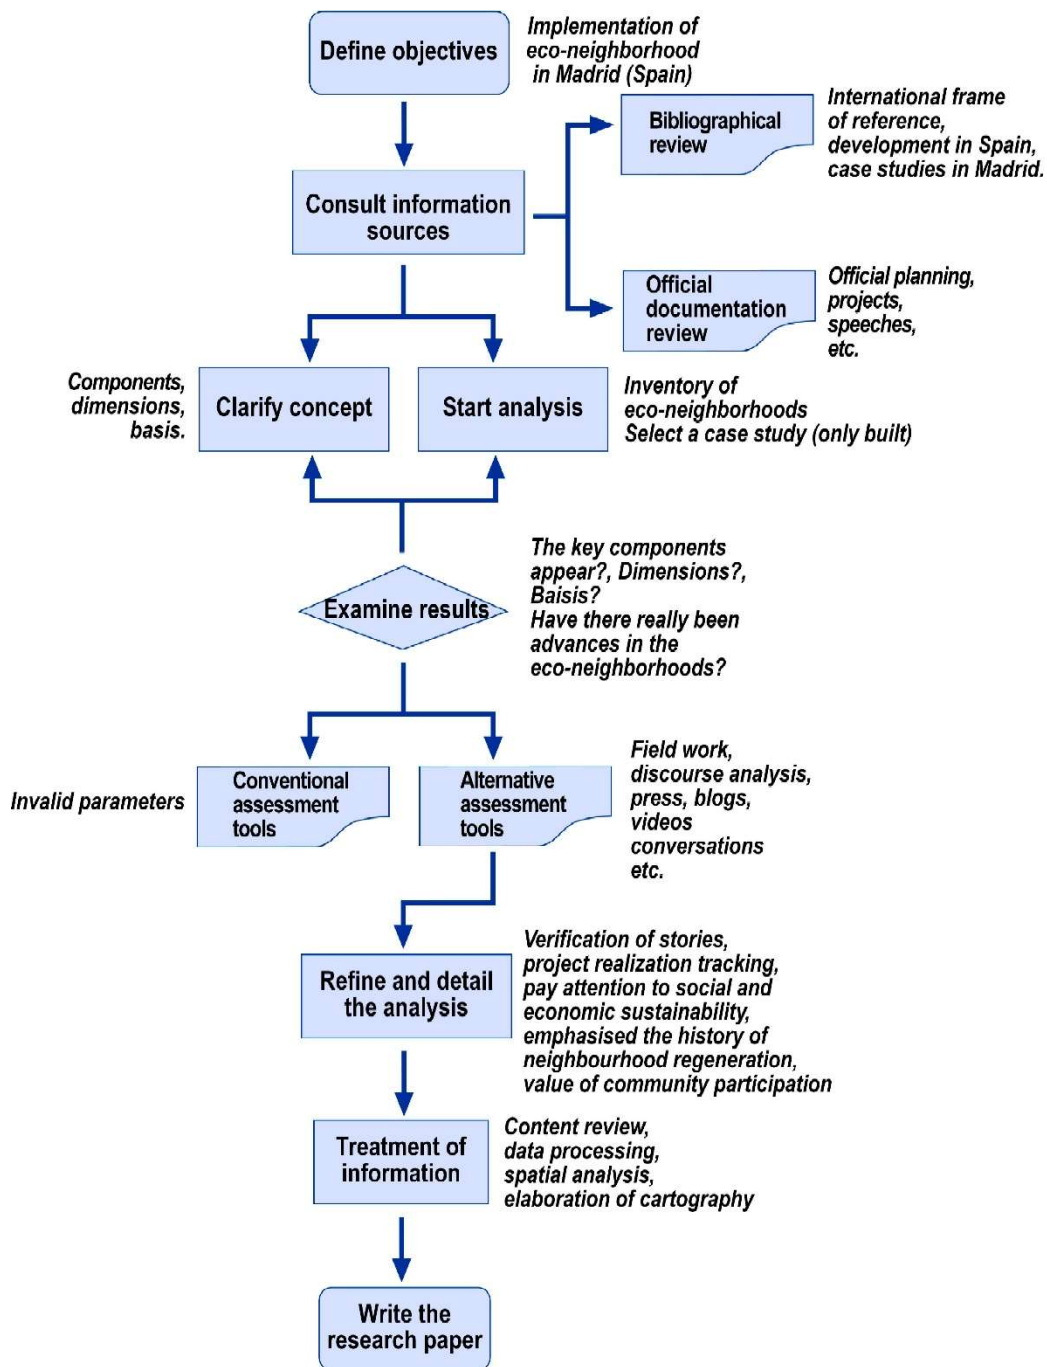 Define objectives
Implementation of
eco-neighborhood
in Madrid (Spain)
Bibliographical
review
International frame
of reference,
development in Spain,
case studies in Madrid.
Consult information
sources
Official
documentation
review
Official planning,
projects,
speeches,
etc.
Components,
dimensions,
basis.
Clarify concept
Start analysis
Inventory of
eco-neighborhoods
Select a case study (only built)
Examine results
The key components
appear?, Dimensions?,
Baisis?
Have there really been
advances in the
eco-neighborhoods?
Invalid parameters
Conventional
assessment
tools
Alternative
assessment
tools
Field work,
discourse analysis,
press, blogs,
videos
conversations
etc.
Refine and detail
the analysis
Verification of stories,
project realization tracking,
pay attention to social and
economic sustainability,
emphasised the history of
neighbourhood regeneration,
value of community participation
Treatment of
information
Content review,
data processing,
spatial analysis,
elaboration of cartography
Write the
research paper